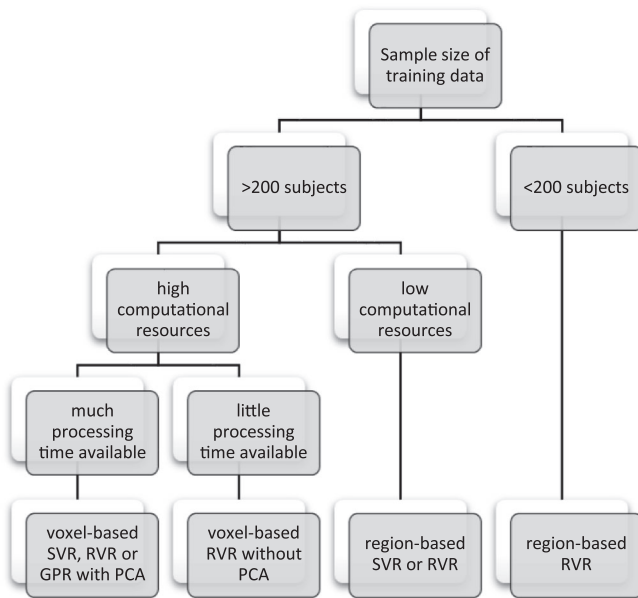 Sample size of
training data
>200 subjects
<200 subjects
high
computational
resources
low
computational
resources
much
processing
time available
little
processing
time available
voxel-based
SVR, RVR or
GPR with PCA
voxel-based
RVR without
PCA
region-based
SVR or RVR
region-based
RVR